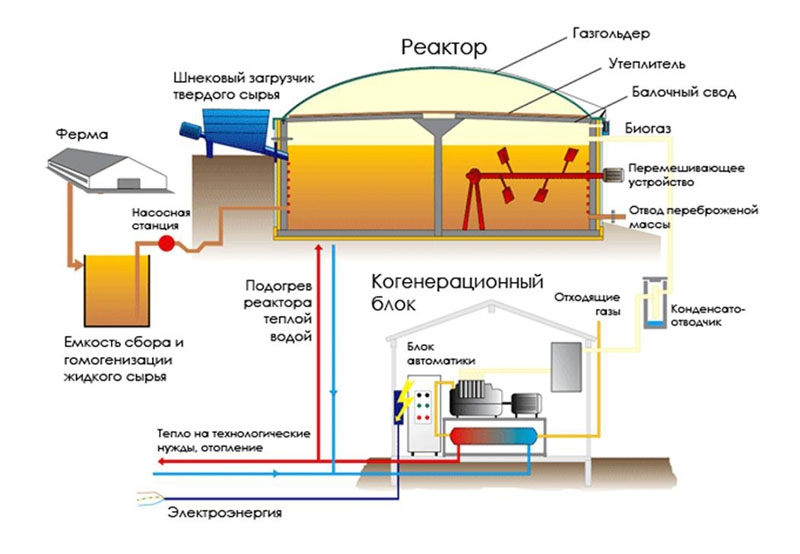 Реактор
Газгольдер
Утеплитель
Балочный свод
Шнековый загрузчик
твердого сырья
Биогаз
Ферма
Перемешивающее
устройство
Насосная
станция
Отвод переброженой
массы
Подогрев
реактора
теплой
водой
Когенерационный
блок
Отходящие
газы
Конденсато-
отводчик
Емкость сбора и
гомогенизации
жидкого сырья
Блок
автоматики
Тепло на технологические
нужды, отопление
Электроэнергия